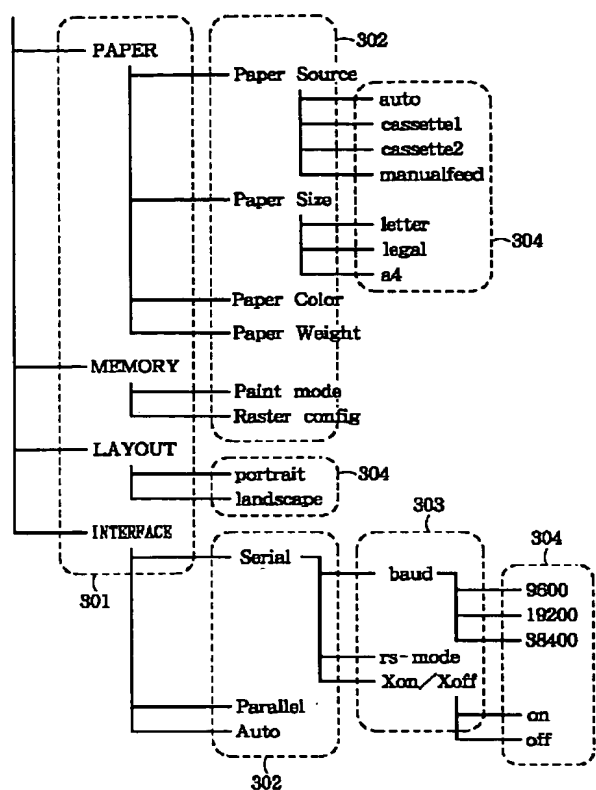 302
PAPER
Paper Source
auto
cassette1
cassette2
manualfeed
Paper Size
letter
legal
a4
304
Paper Color
Paper Weight
MEMORY
Paint mode
Raster config
LAYOUT
portrait
landscape
304
INTERFACE
303
304
Serial
baud
9600
19200
38400
301
rs-mode
Xon/Xoff
Parallel
Auto
on
off
302